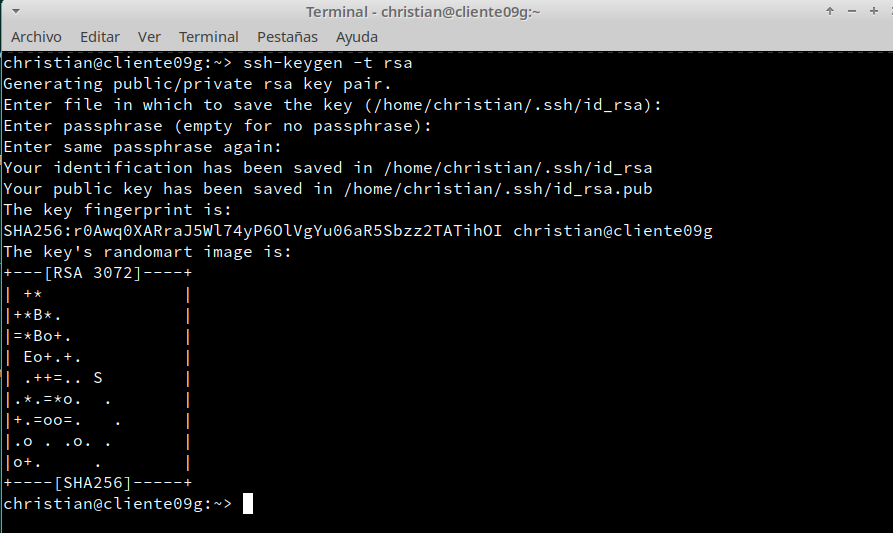 Terminal - christian@cliente09g:~
Archivo Editar Ver Terminal Pestañas Ayuda
christian@cliente09g:~> ssh-keygen -t rsa
Generating public/private rsa key pair.
Enter file in which to save the key (/home/christian/.ssh/id_rsa):
Enter passphrase (empty for no passphrase):
Enter same passphrase again:
Your identification has been saved in /home/christian/.ssh/id_rsa
Your public key has been saved in /home/christian/.ssh/id_rsa.pub
The key fingerprint is:
SHA256:r0Awq0XARraJ5Wl74yP6OlVgYu06aR5Sbzz2TATihOI christian@cliente09g
The key's randomart image is:
+---[RSA 3072]----+
| +*              |
|+*B*.            |
|=*Bo+.           |
| Eo+.+.          |
| .++=.. S        |
|.*.=*o.  .       |
|+.=oo=.   .      |
|.o . .o. .       |
|o+.     .        |
+----[SHA256]-----+
christian@cliente09g:~>